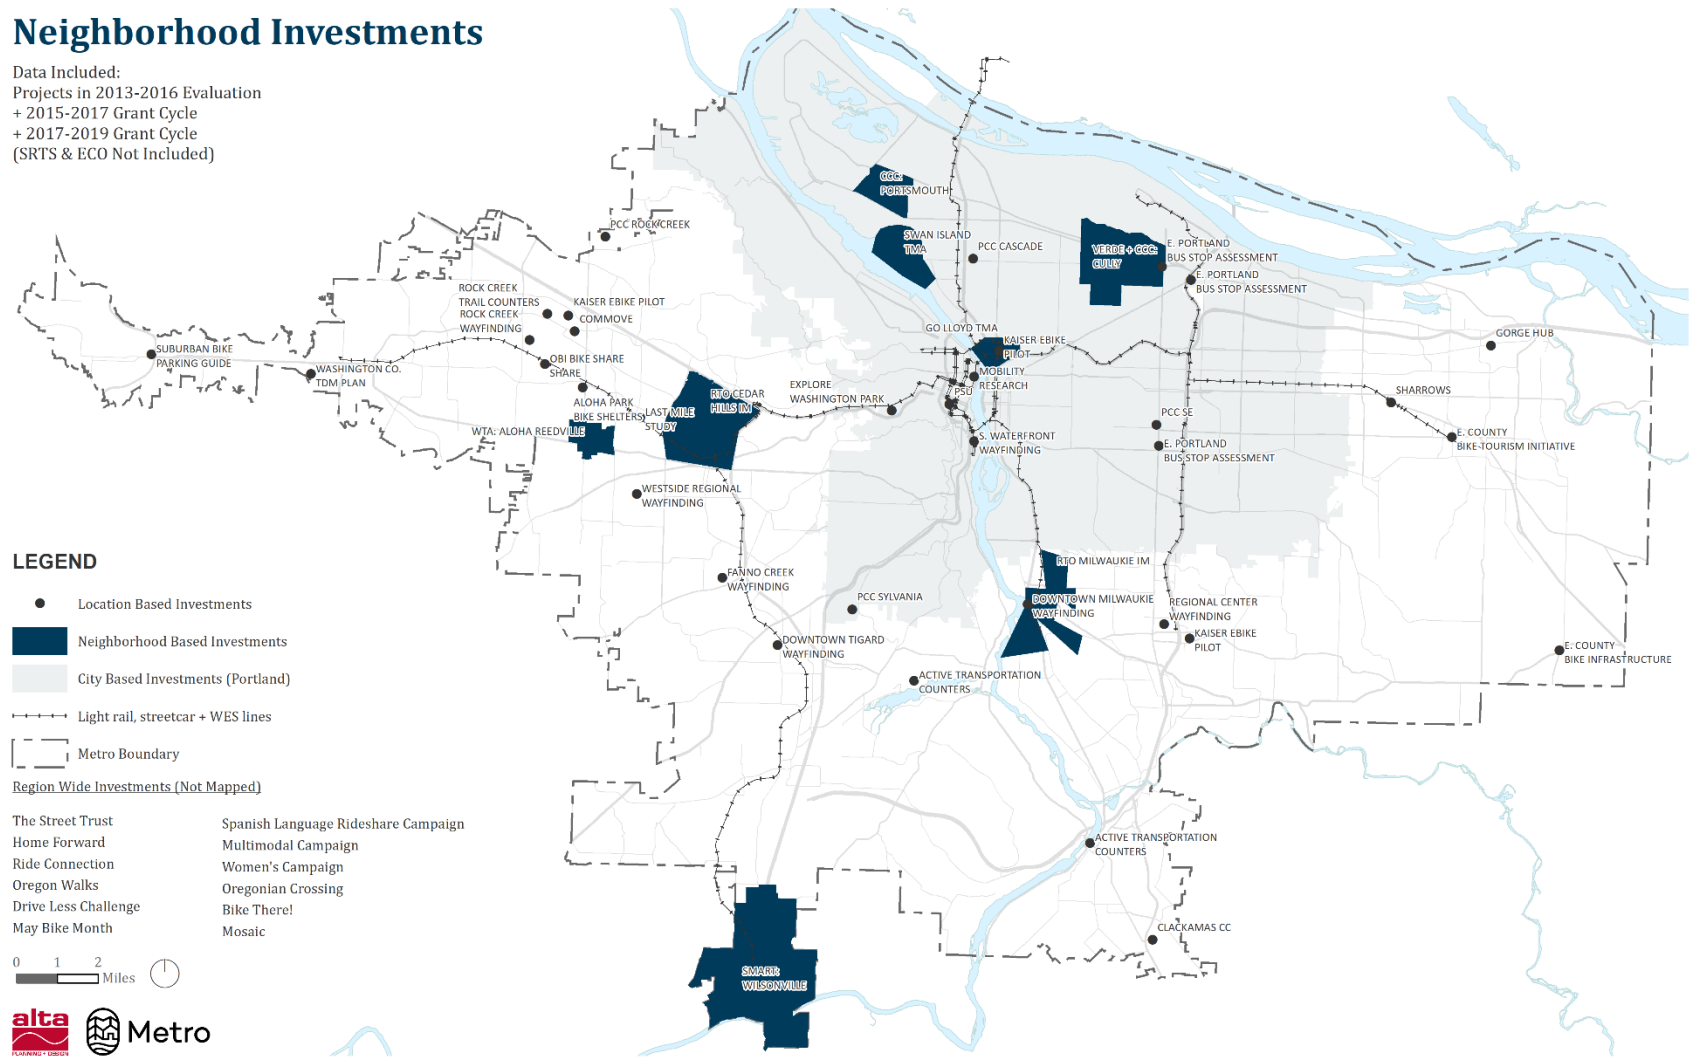 Neighborhood Investments
Data Included:
Projects in 2013-2016 Evaluation
+ 2015-2017 Grant Cycle
+ 2017-2019 Grant Cycle
(SRTS & ECO Not Included)
CCC:
PORTSMOUTH
SWAN ISLAND
TMA
PCC CASCADE
VERDE + CCC:
CULLY
E. PORTLAND
BUS STOP ASSESSMENT
E. PORTLAND
BUS STOP ASSESSMENT
PCC ROCK CREEK
ROCK CREEK
TRAIL COUNTERS
ROCK CREEK
WAYFINDING
KAISER EBIKE PILOT
COMMOVE
SUBURBAN BIKE
PARKING GUIDE
WASHINGTON CO.
TDM PLAN
OBI BIKE SHARE
SHARE
ALOHA PARK
BIKE SHELTERS
LAST MILE
STUDY
RTO CEDAR
HILLS IM
WTA: ALOHA REEDVILLE
EXPLORE
WASHINGTON PARK
GO LLOYD TMA
KAISER EBIKE
PILOT
MOBILITY
RESEARCH
PSU
S. WATERFRONT
WAYFINDING
GORGE HUB
SHARROWS
PCC SE
E. PORTLAND
BUS STOP ASSESSMENT
E. COUNTY
BIKE-TOURISM INITIATIVE
WESTSIDE REGIONAL
WAYFINDING
FANNO CREEK
WAYFINDING
PCC SYLVANIA
DOWNTOWN TIGARD
WAYFINDING
RTO MILWAUKIE IM
DOWNTOWN MILWAUKIE
WAYFINDING
REGIONAL CENTER
WAYFINDING
KAISER EBIKE
PILOT
E. COUNTY
BIKE INFRASTRUCTURE
ACTIVE TRANSPORTATION
COUNTERS
ACTIVE TRANSPORTATION
COUNTERS
CLACKAMAS CC
SMART:
WILSONVILLE
LEGEND
Location Based Investments
Neighborhood Based Investments
City Based Investments (Portland)
Light rail, streetcar + WES lines
Metro Boundary
Region Wide Investments (Not Mapped)
The Street Trust
Home Forward
Ride Connection
Oregon Walks
Drive Less Challenge
May Bike Month
Spanish Language Rideshare Campaign
Multimodal Campaign
Women's Campaign
Oregonian Crossing
Bike There!
Mosaic
0 1 2
Miles
alta
PLANNING + DESIGN
Metro